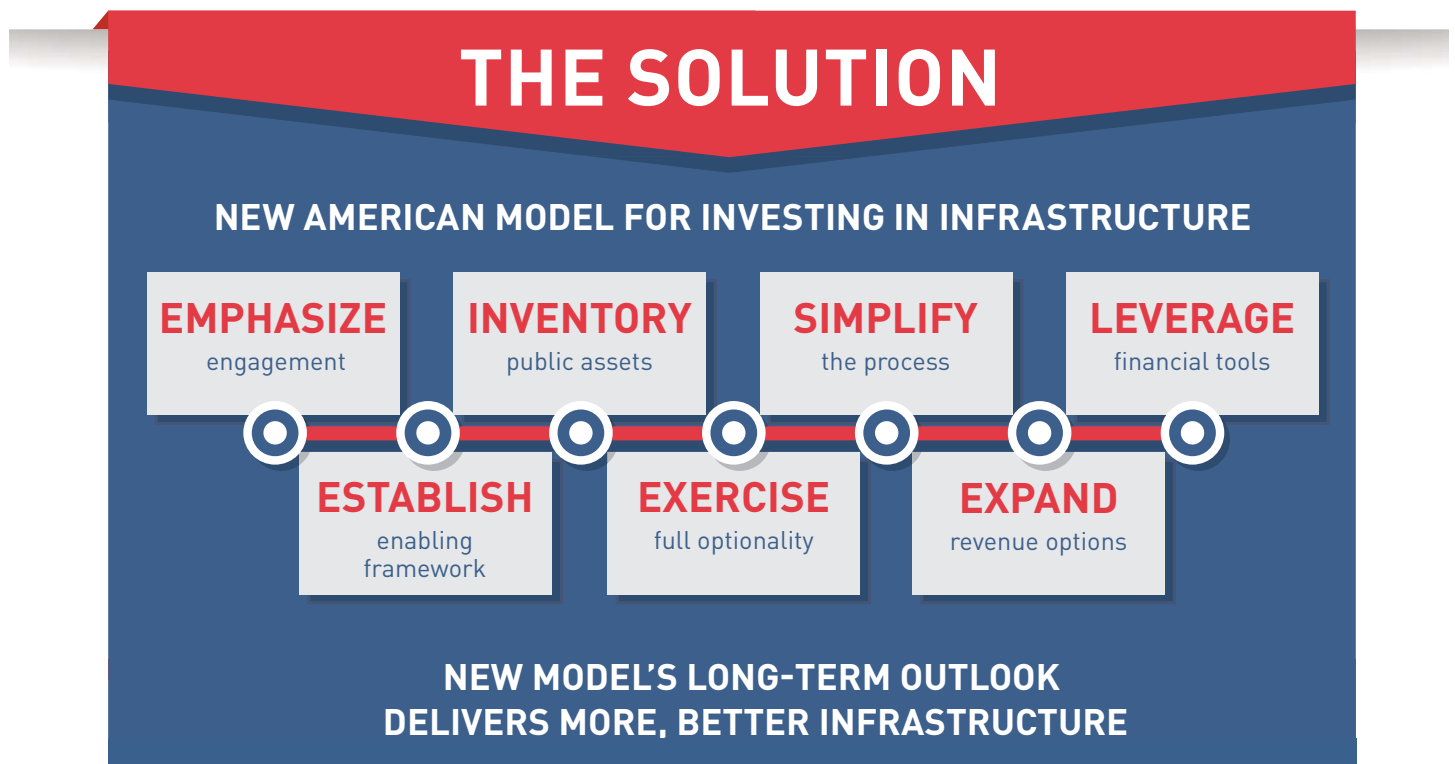 THE SOLUTION
NEW AMERICAN MODEL FOR INVESTING IN INFRASTRUCTURE
EMPHASIZE
engagement
ESTABLISH
enabling
framework
INVENTORY
public assets
EXERCISE
full optionality
SIMPLIFY
the process
EXPAND
revenue options
LEVERAGE
financial tools
NEW MODEL’S LONG-TERM OUTLOOK
DELIVERS MORE, BETTER INFRASTRUCTURE